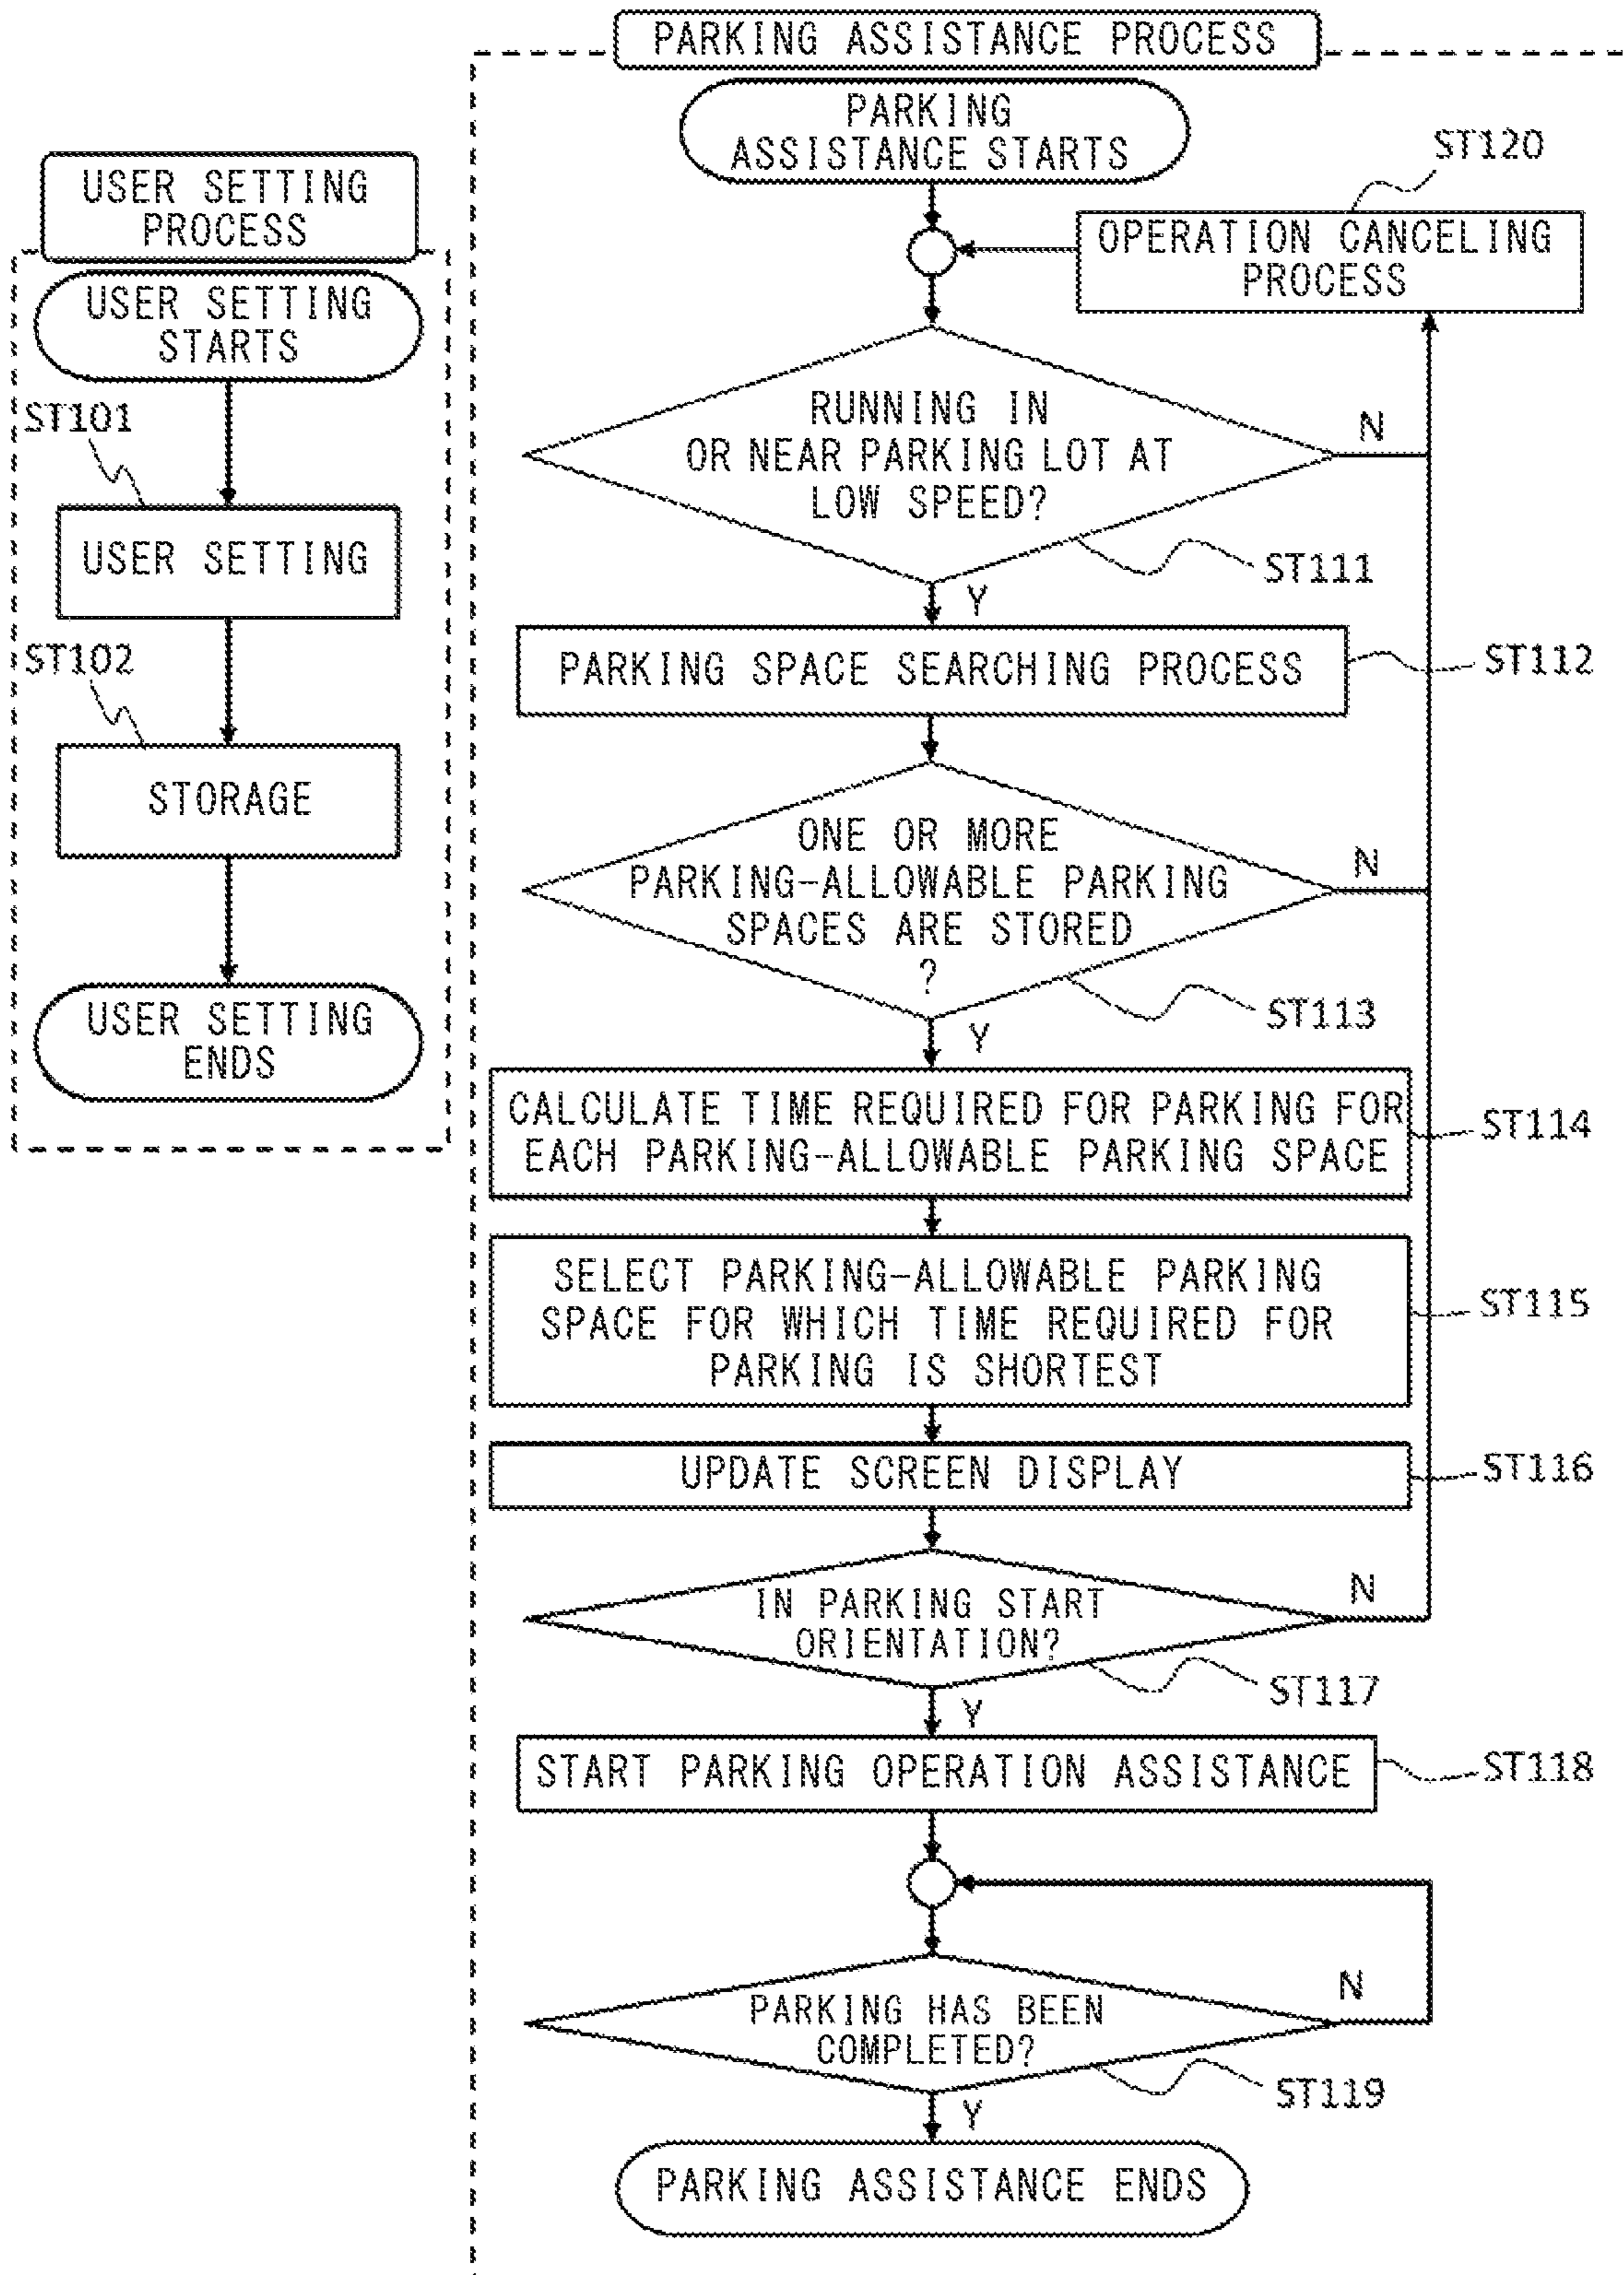 USER SETTING
PROCESS
USER SETTING
STARTS
ST101
USER SETTING
ST102
STORAGE
USER SETTING
ENDS
PARKING ASSISTANCE PROCESS
PARKING
ASSISTANCE STARTS
ST120
OPERATION CANCELING
PROCESS
RUNNING IN
OR NEAR PARKING LOT AT
LOW SPEED?
N
ST111
Y
PARKING SPACE SEARCHING PROCESS
ST112
ONE OR MORE
PARKING-ALLOWABLE PARKING
SPACES ARE STORED
?
N
ST113
Y
CALCULATE TIME REQUIRED FOR PARKING FOR
EACH PARKING-ALLOWABLE PARKING SPACE
ST114
SELECT PARKING-ALLOWABLE PARKING
SPACE FOR WHICH TIME REQUIRED FOR
PARKING IS SHORTEST
ST115
UPDATE SCREEN DISPLAY
ST116
IN PARKING START
ORIENTATION?
N
ST117
Y
START PARKING OPERATION ASSISTANCE
ST118
PARKING HAS BEEN
COMPLETED?
N
ST119
Y
PARKING ASSISTANCE ENDS